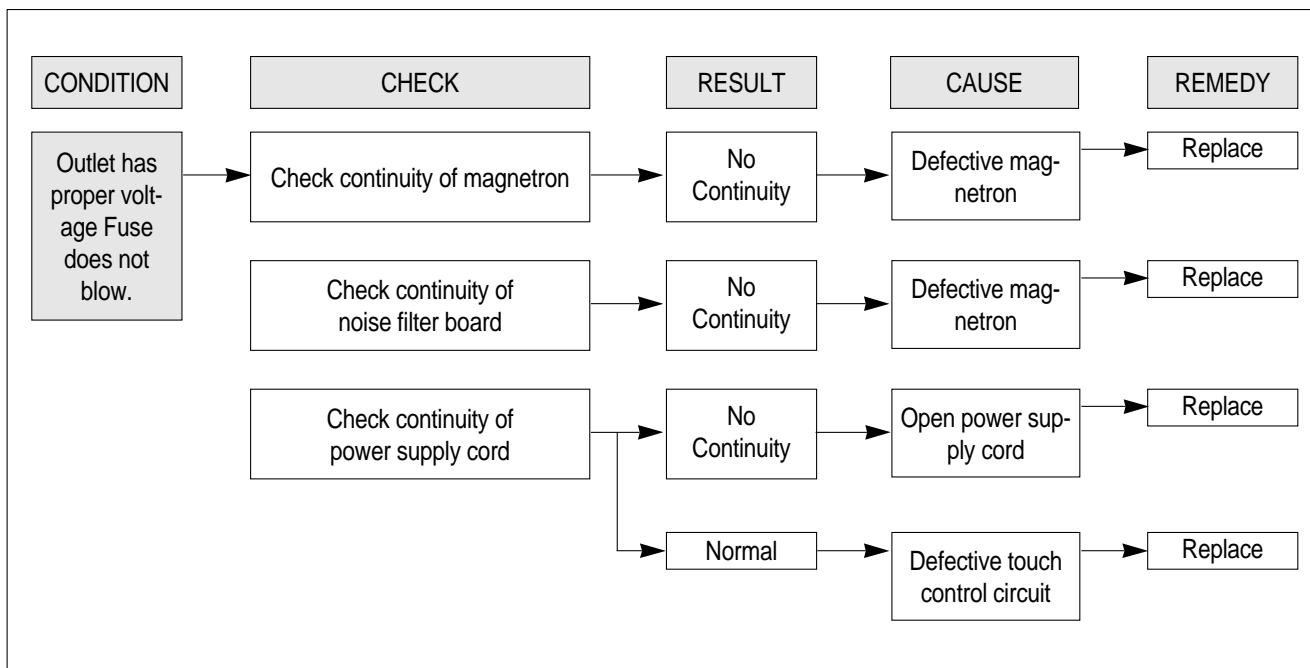 CONDITION
CHECK
RESULT
CAUSE
REMEDY
Outlet has
proper volt-
age Fuse
does not
blow.
Check continuity of magnetron
No
Continuity
Defective mag-
netron
Replace
Check continuity of
noise filter board
No
Continuity
Defective mag-
netron
Replace
Check continuity of
power supply cord
No
Continuity
Open power sup-
ply cord
Replace
Normal
Defective touch
control circuit
Replace